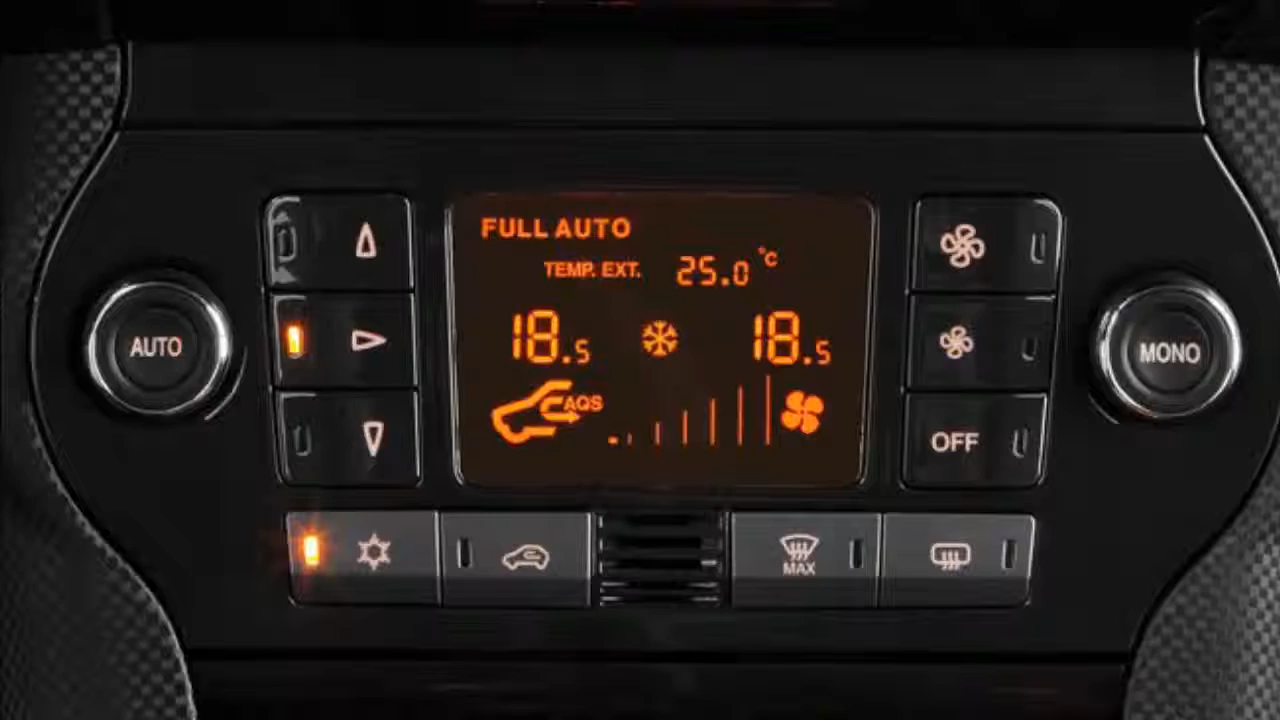 FULL AUTO
TEMP. EXT. 25.0 °C
18.5 18.5
AQS
AUTO
MONO
OFF
MAX